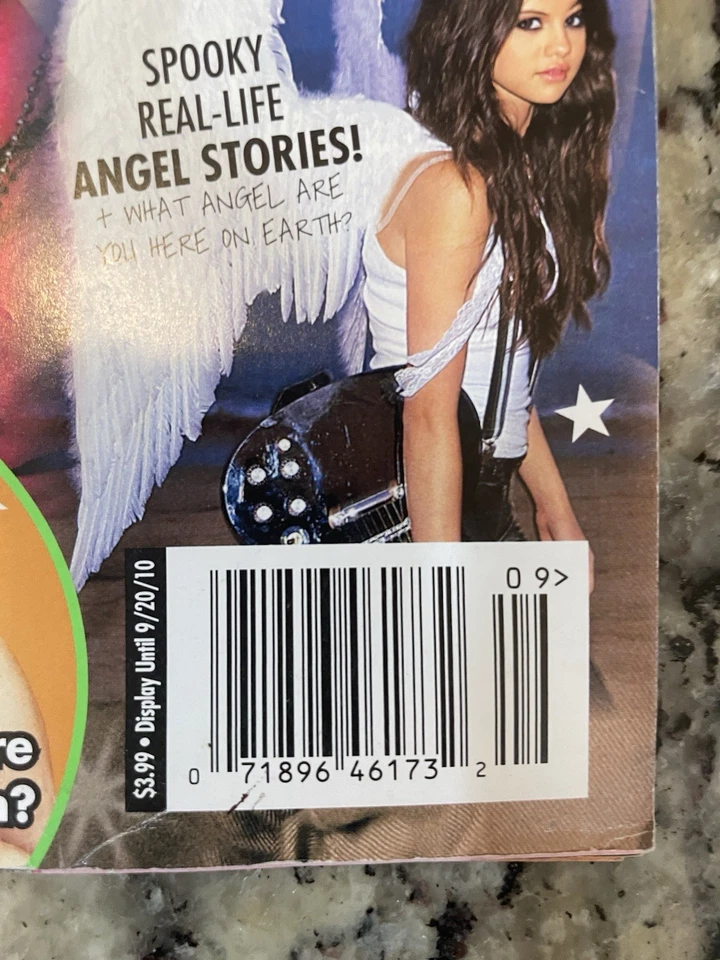 SPOOKY
REAL-LIFE
ANGEL STORIES!
+ WHAT ANGEL ARE
YOU HERE ON EARTH?
re
?
$3.99 • Display Until 9/20/10
0 9>
0 71896 46173 2